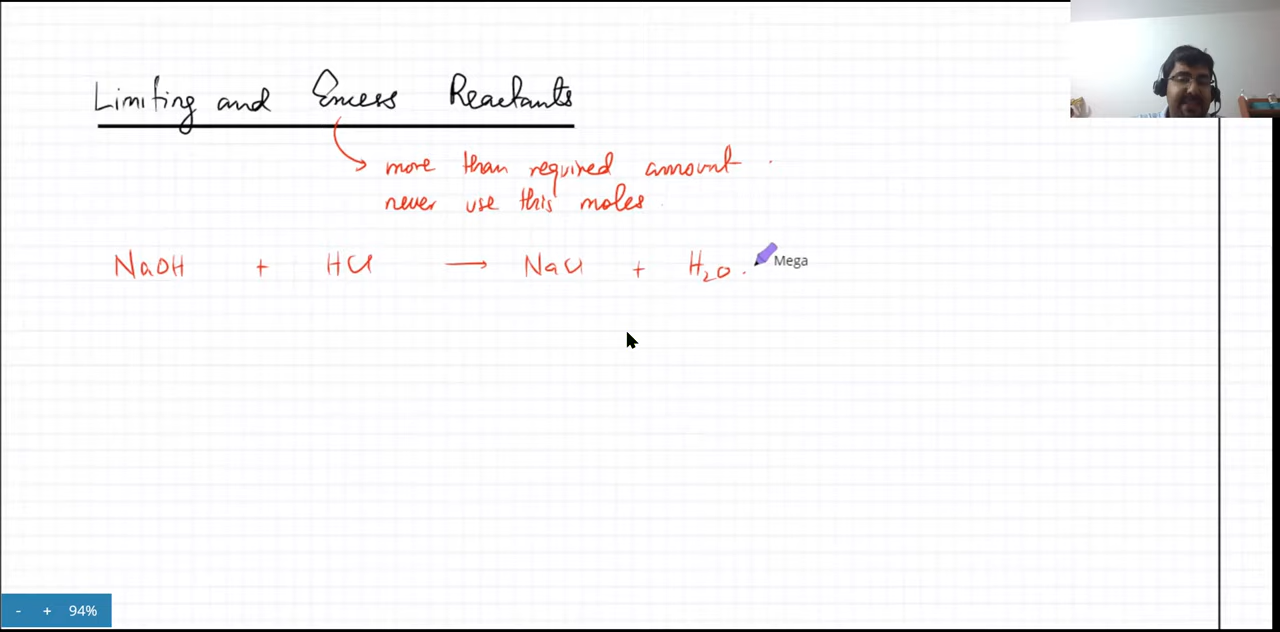 Limiting and Excess Reactants
more than required amount.
never use this moles.
NaOH + HCl → NaCl + H₂O.
Mega
- + 94%